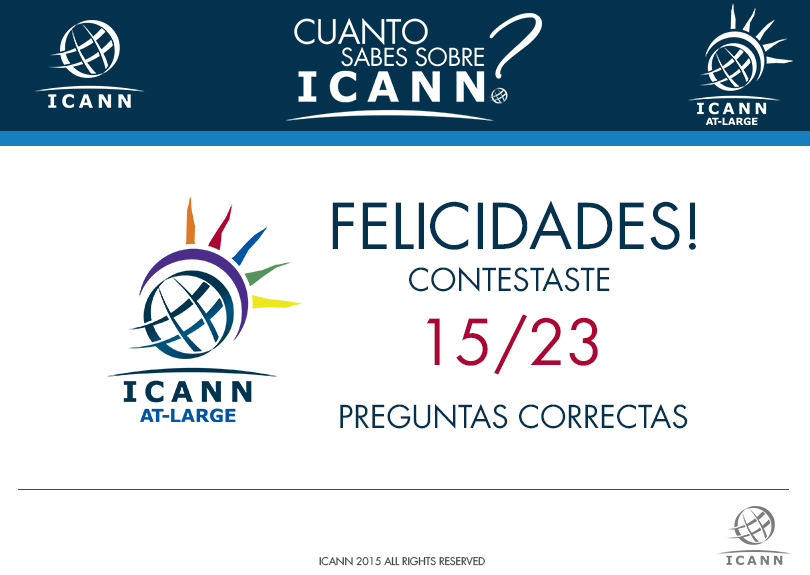 ICANN
CUANTO
SABES SOBRE
ICANN?
ICANN
AT-LARGE
FELICIDADES!
CONTESTASTE
15/23
PREGUNTAS CORRECTAS
ICANN
AT-LARGE
ICANN 2015 ALL RIGHTS RESERVED
ICANN